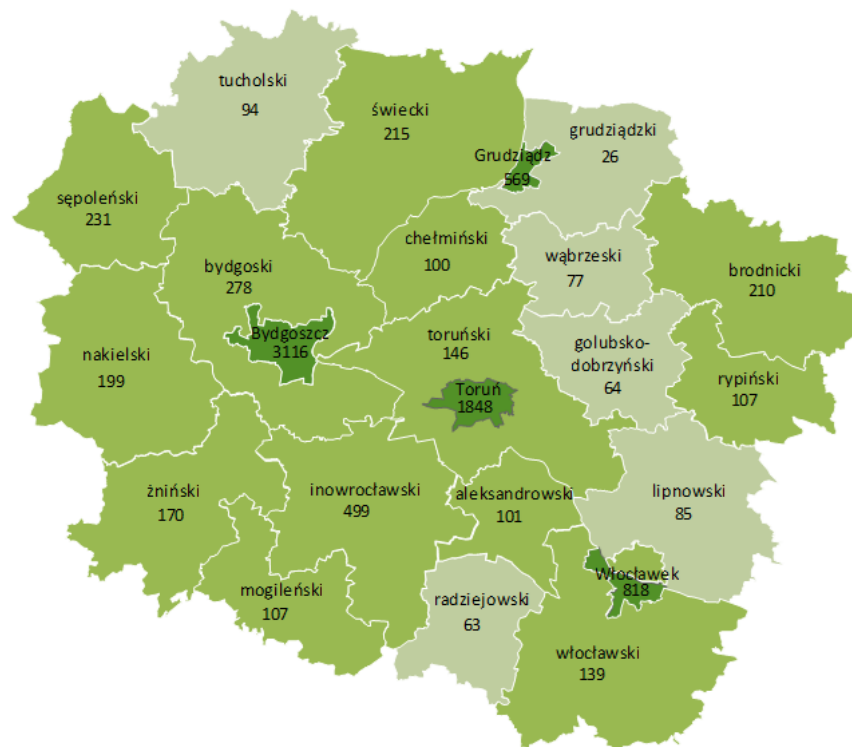 tucholski
94
świecki
215
grudziądzki
26
Grudziądz
569
sępoleński
231
chełmiński
100
wąbrzeski
77
bydgoski
278
brodnicki
210
Bydgoszcz
3116
toruński
146
golubsko-
dobrzyński
64
nakielski
199
rypiński
107
Toruń
1848
żniński
170
inowrocławski
499
aleksandrowski
101
lipnowski
85
Włocławek
818
mogileński
107
radziejowski
63
włocławski
139